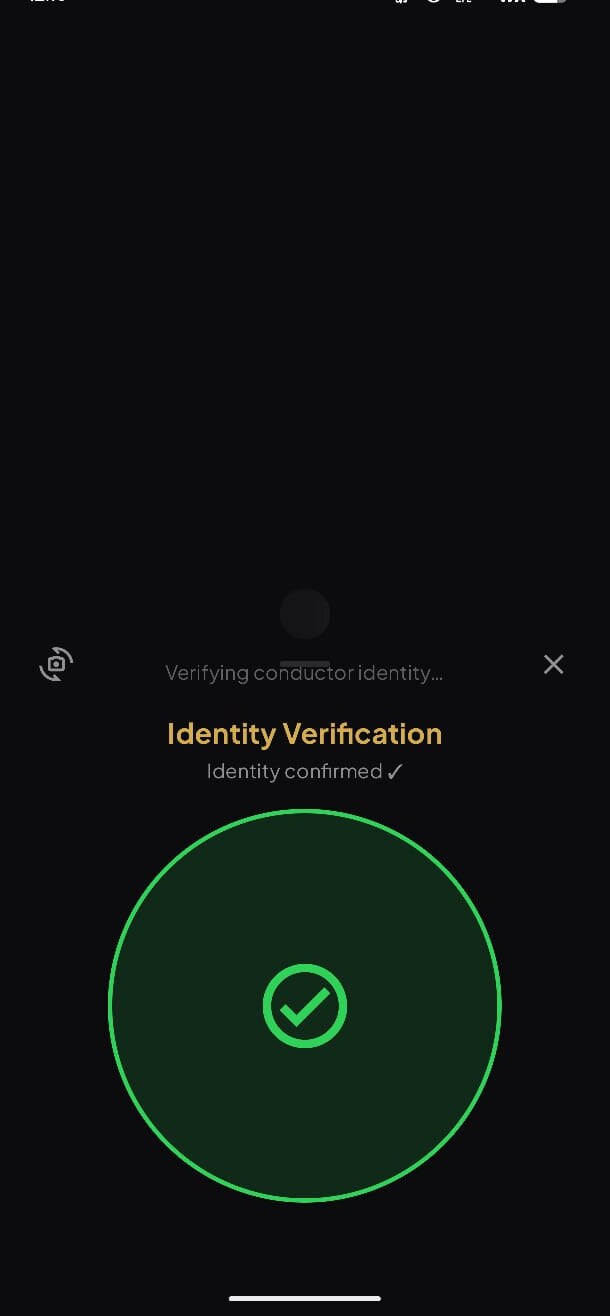 Verifying conductor identity...
Identity Verification
Identity confirmed ✓